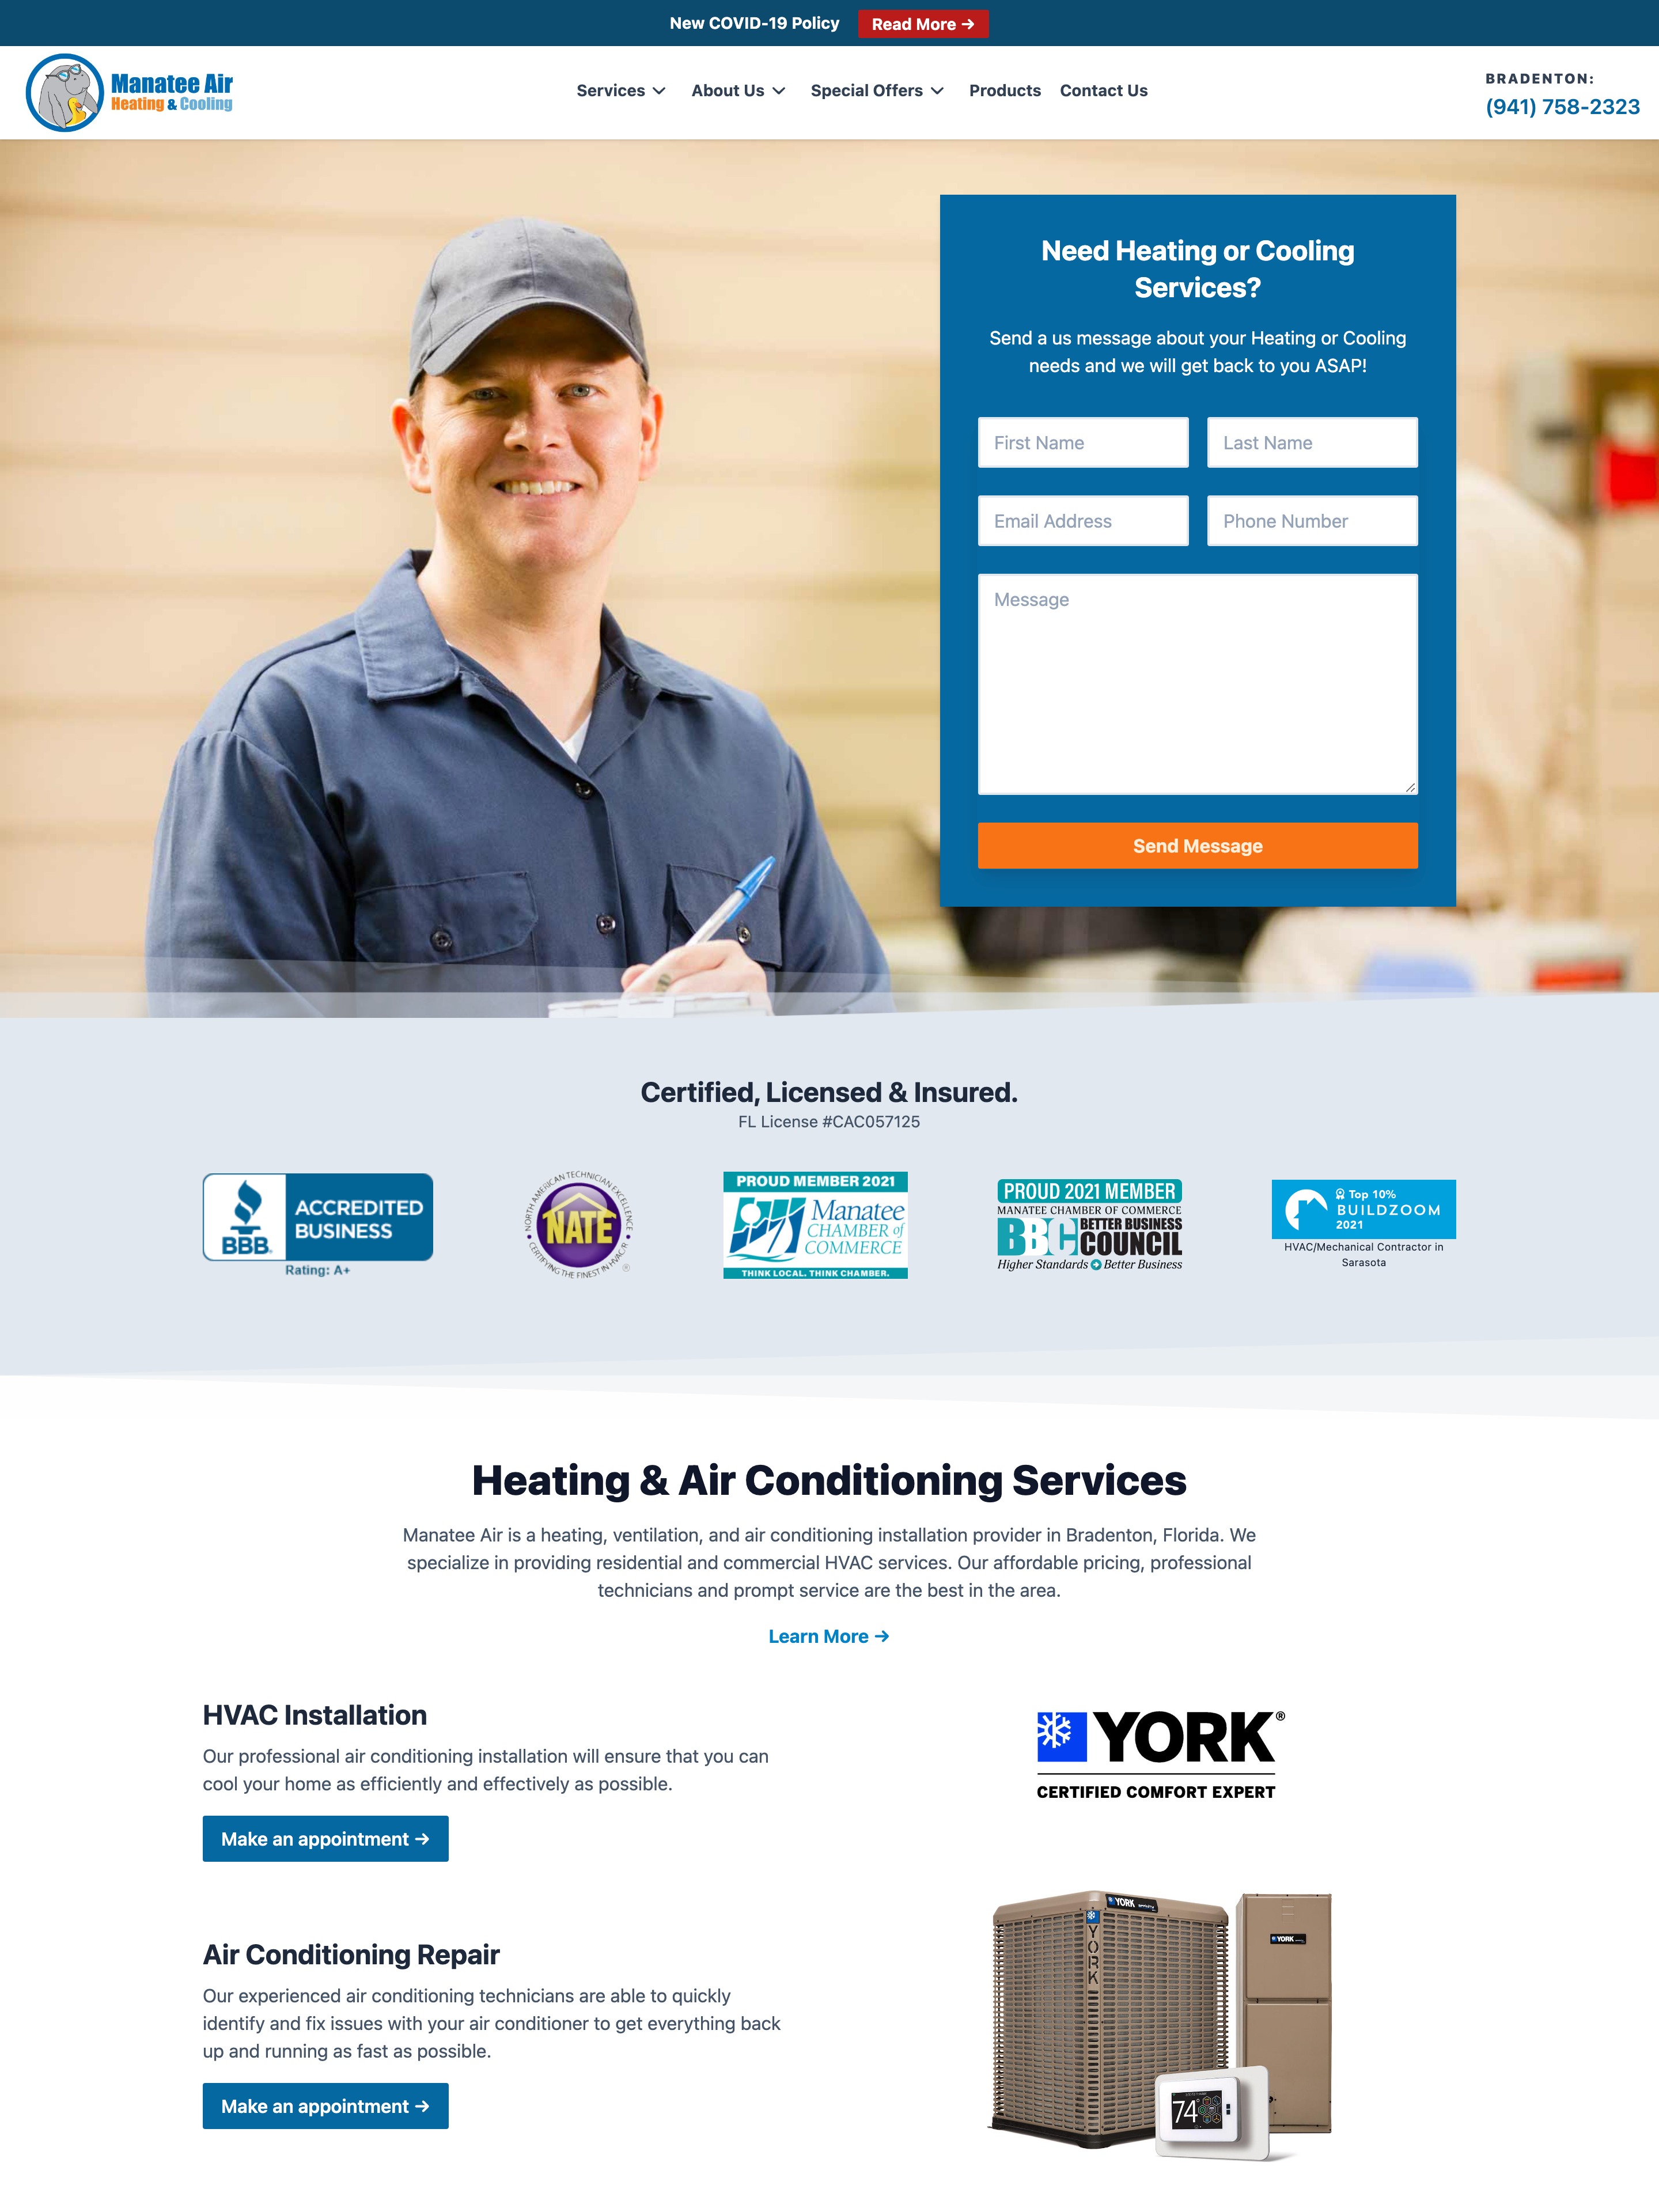 New COVID-19 Policy Read More →
Manatee Air
Heating & Cooling
Services About Us Special Offers Products Contact Us
BRADENTON:
(941) 758-2323
Need Heating or Cooling
Services?
Send a us message about your Heating or Cooling
needs and we will get back to you ASAP!
First Name Last Name
Email Address Phone Number
Message
Send Message
Certified, Licensed & Insured.
FL License #CAC057125
BBB.
ACCREDITED
BUSINESS
Rating: A+
NORTH AMERICAN TECHNICIAN EXCELLENCE
NATE
CERTIFYING THE FINEST IN HVAC/R
®
PROUD MEMBER 2021
Manatee
CHAMBER of
COMMERCE
THINK LOCAL. THINK CHAMBER.
PROUD 2021 MEMBER
MANATEE CHAMBER OF COMMERCE
BBC BETTER BUSINESS
COUNCIL
Higher Standards Better Business
Top 10%
BUILDZOOM
2021
HVAC/Mechanical Contractor in
Sarasota
Heating & Air Conditioning Services
Manatee Air is a heating, ventilation, and air conditioning installation provider in Bradenton, Florida. We
specialize in providing residential and commercial HVAC services. Our affordable pricing, professional
technicians and prompt service are the best in the area.
Learn More →
HVAC Installation
Our professional air conditioning installation will ensure that you can
cool your home as efficiently and effectively as possible.
Make an appointment →
YORK®
CERTIFIED COMFORT EXPERT
Air Conditioning Repair
Our experienced air conditioning technicians are able to quickly
identify and fix issues with your air conditioner to get everything back
up and running as fast as possible.
Make an appointment →
YORK
YORK
YORK
74°